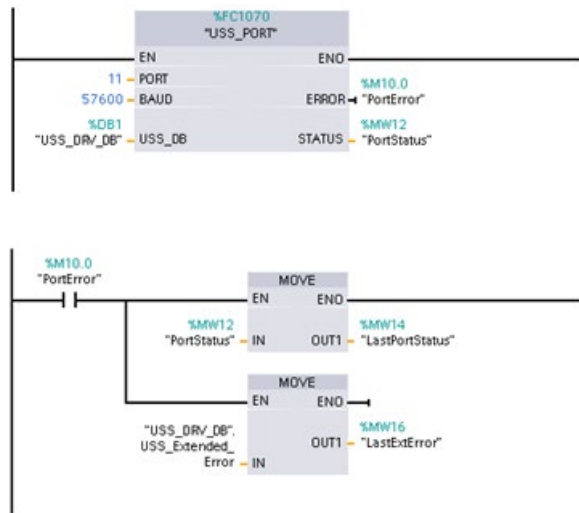 %FC1070
"USS_PORT"
EN ENO
11 PORT %M10.0
57600 BAUD ERROR "PortError"
%DB1 %MW12
"USS_DRV_DB" USS_DB STATUS "PortStatus"
%M10.0
"PortError" MOVE
EN ENO
%MW12 %MW14
"PortStatus" IN OUT1 "LastPortStatus"
MOVE
EN ENO
"USS_DRV_DB". %MW16
USS_Extended_ OUT1 "LastExtError"
Error IN